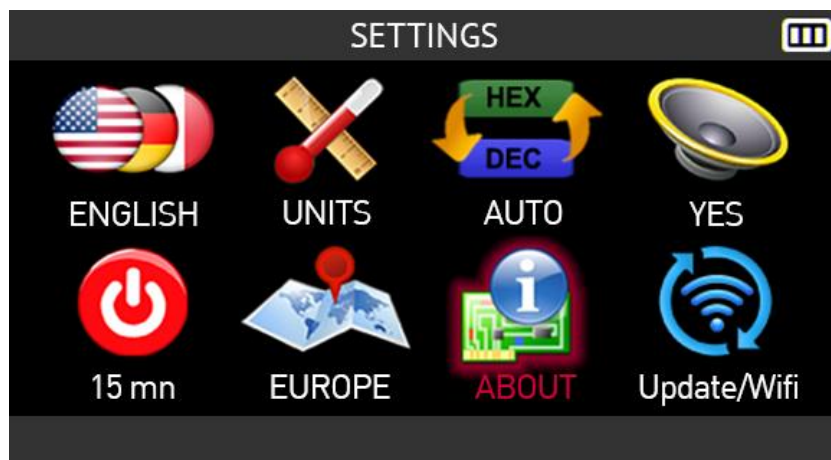 SETTINGS
HEX
DEC
ENGLISH UNITS AUTO YES
i
15 mn EUROPE ABOUT Update/Wifi